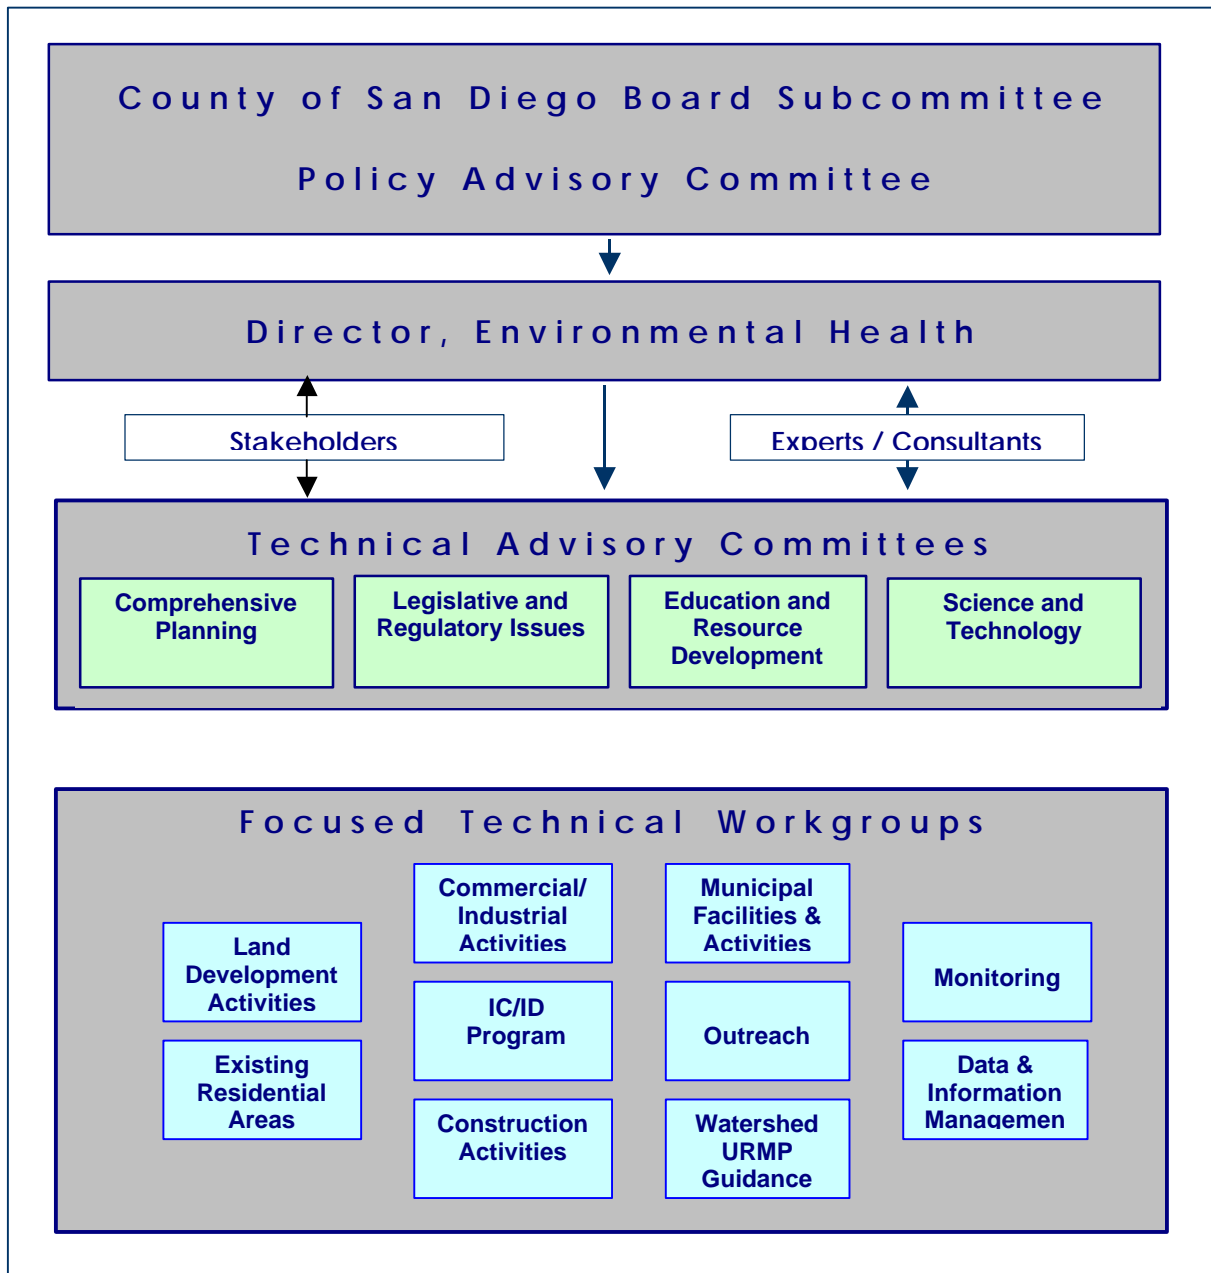 County of San Diego Board Subcommittee
Policy Advisory Committee
Director, Environmental Health
Stakeholders
Experts / Consultants
Technical Advisory Committees
Comprehensive
Planning
Legislative and
Regulatory Issues
Education and
Resource
Development
Science and
Technology
Focused Technical Workgroups
Land
Development
Activities
Existing
Residential
Areas
Commercial/
Industrial
Activities
IC/ID
Program
Construction
Activities
Municipal
Facilities &
Activities
Outreach
Watershed
URMP
Guidance
Monitoring
Data &
Information
Managemen